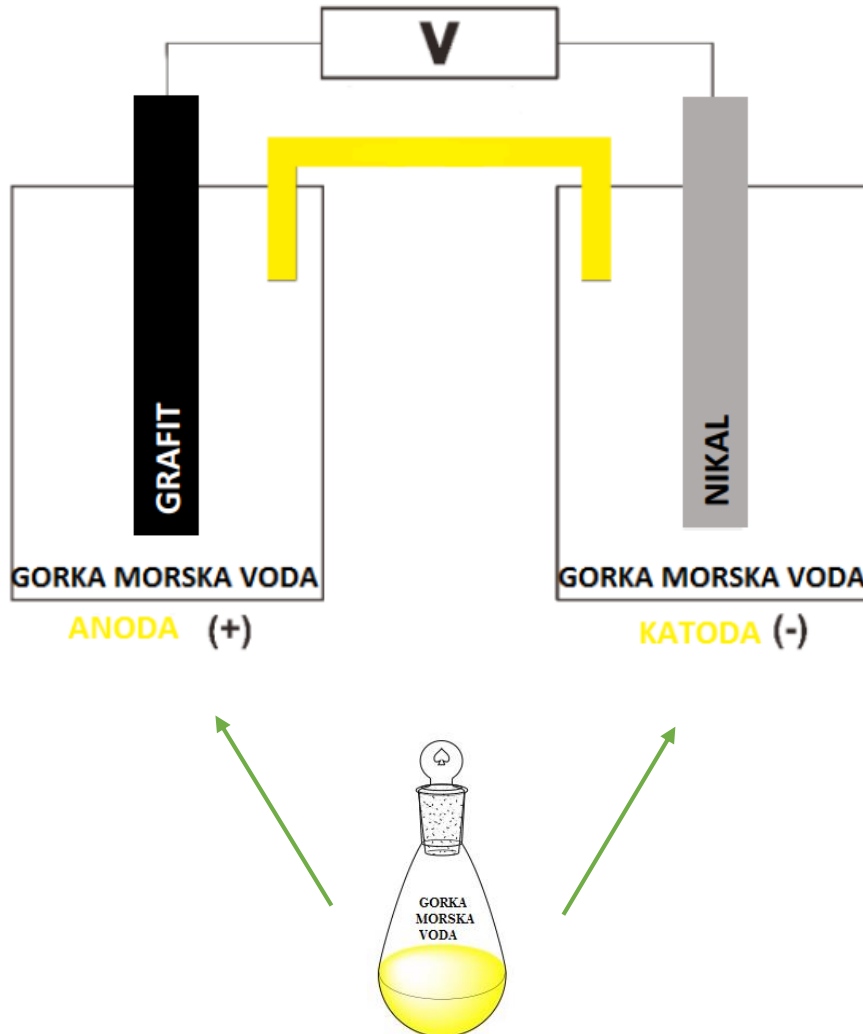 V
GRAFIT
NIKAL
GORKA MORSKA VODA
GORKA MORSKA VODA
ANODA (+)
KATODA (-)
GORKA
MORSKA
VODA